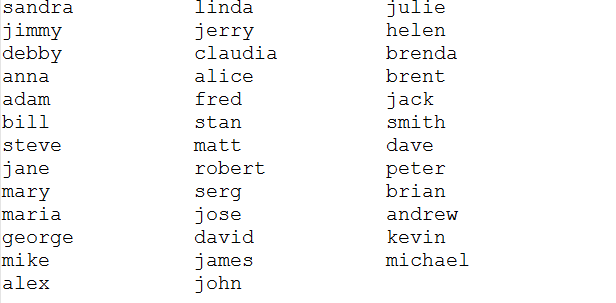 sandra linda julie
jimmy jerry helen
debby claudia brenda
anna alice brent
adam fred jack
bill stan smith
steve matt dave
jane robert peter
mary serg brian
maria jose andrew
george david kevin
mike james michael
alex john